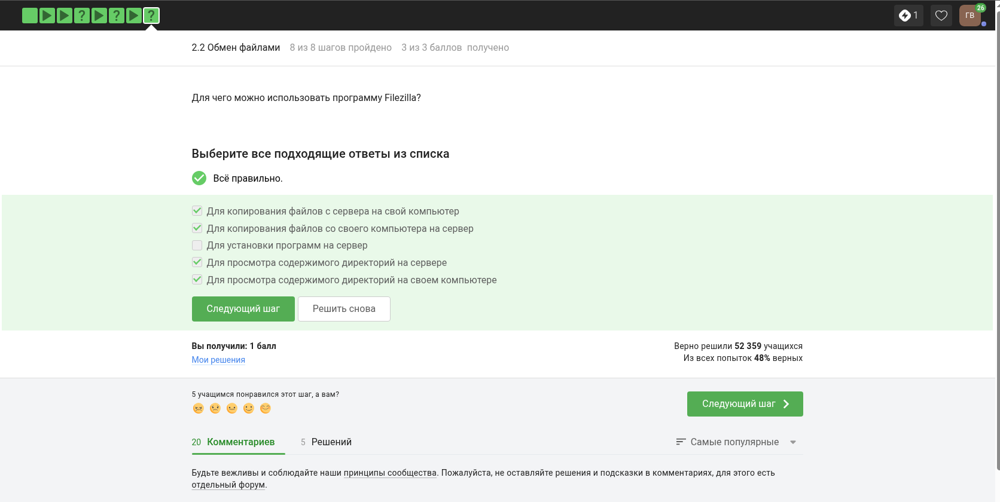 ? ? ?
1
ГВ
26
2.2 Обмен файлами 8 из 8 шагов пройдено 3 из 3 баллов получено
Для чего можно использовать программу Filezilla?
Выберите все подходящие ответы из списка
Всё правильно.
Для копирования файлов с сервера на свой компьютер
Для копирования файлов со своего компьютера на сервер
Для установки программ на сервер
Для просмотра содержимого директорий на сервере
Для просмотра содержимого директорий на своем компьютере
Следующий шаг Решить снова
Вы получили: 1 балл
Мои решения
Верно решили 52 359 учащихся
Из всех попыток 48% верных
5 учащимся понравился этот шаг, а вам?
Следующий шаг
20 Комментариев 5 Решений Самые популярные
Будьте вежливы и соблюдайте наши принципы сообщества. Пожалуйста, не оставляйте решения и подсказки в комментариях, для этого есть
отдельный форум.